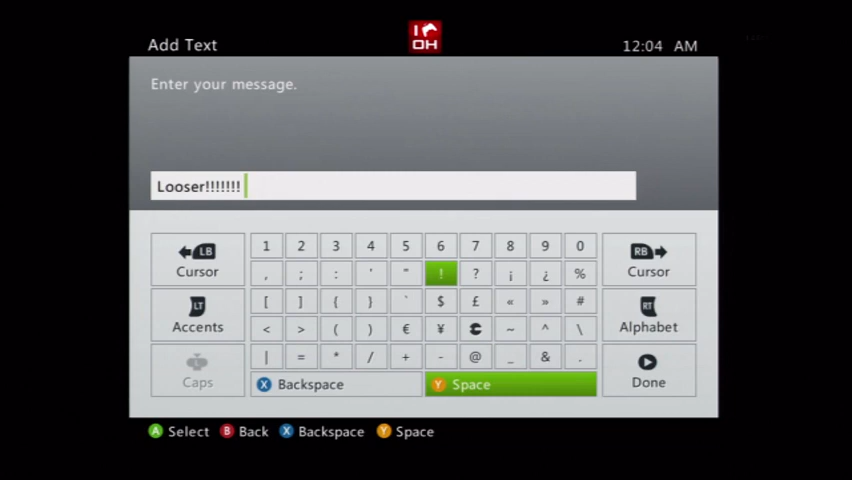 Add Text
I OH
12:04 AM
Enter your message.
Looser!!!!!!!
LB Cursor
1 2 3 4 5 6 7 8 9 0
RB Cursor
, ; : ' " ! ? ¡ ¿ %
LT Accents
[ ] { } ` $ £ « » #
RT Alphabet
< > ( ) € ¥ ~ ^ \
L Caps
| = * / + - @ _ & .
Done
X Backspace Y Space
A Select B Back X Backspace Y Space